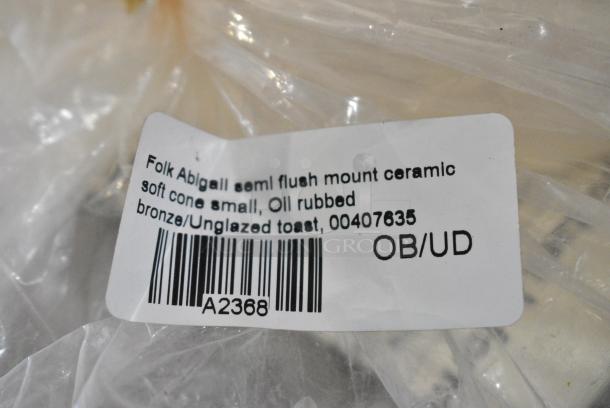 Folk Abigail semi flush mount ceramic
soft cone small, Oil rubbed
bronze/Unglazed toast, 00407635
OB/UD
A2368